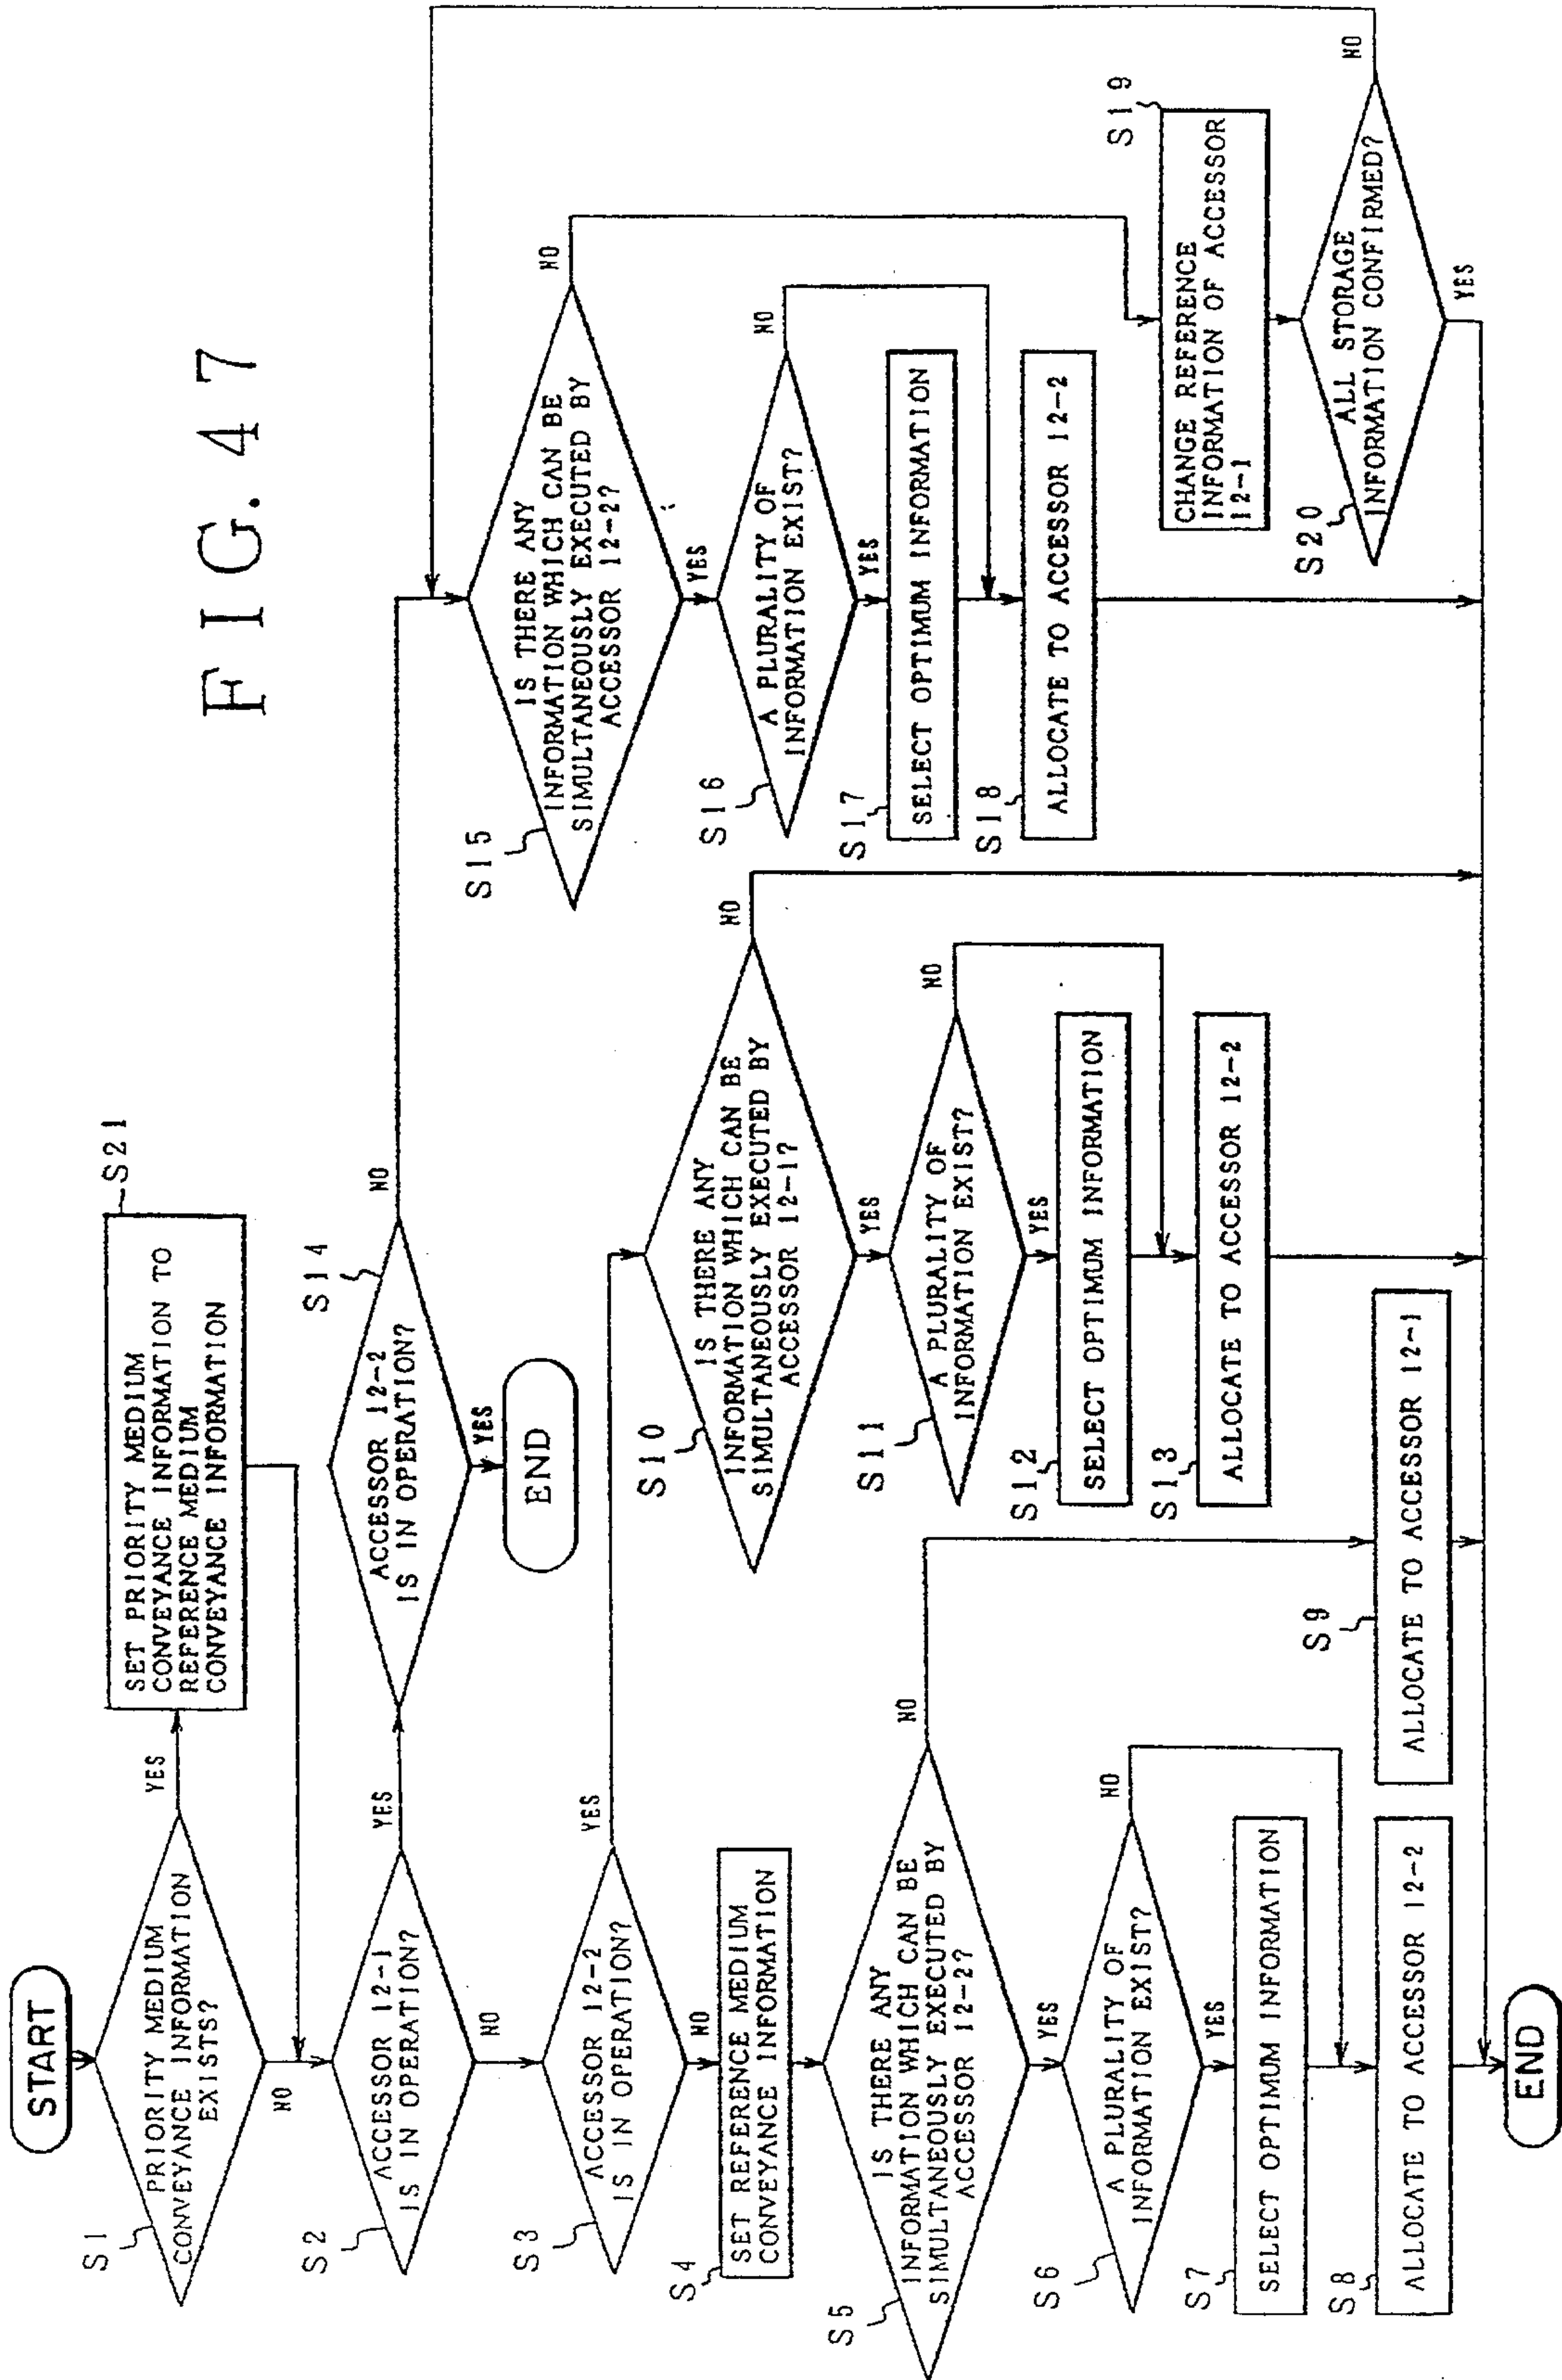 FIG. 47
START
S1
PRIORITY MEDIUM
CONVEYANCE INFORMATION
EXISTS?
YES
NO
SET PRIORITY MEDIUM
CONVEYANCE INFORMATION TO
REFERENCE MEDIUM
CONVEYANCE INFORMATION
S21
S2
ACCESSOR 12-1
IS IN OPERATION?
YES
NO
S14
ACCESSOR 12-2
IS IN OPERATION?
NO
YES
END
S3
ACCESSOR 12-2
IS IN OPERATION?
YES
NO
S4
SET REFERENCE MEDIUM
CONVEYANCE INFORMATION
S5
IS THERE ANY
INFORMATION WHICH CAN BE
SIMULTANEOUSLY EXECUTED BY
ACCESSOR 12-2?
NO
YES
S6
A PLURALITY OF
INFORMATION EXIST?
NO
YES
S7
SELECT OPTIMUM INFORMATION
S8
ALLOCATE TO ACCESSOR 12-2
S9
ALLOCATE TO ACCESSOR 12-1
END
S10
IS THERE ANY
INFORMATION WHICH CAN BE
SIMULTANEOUSLY EXECUTED BY
ACCESSOR 12-1?
NO
YES
S11
A PLURALITY OF
INFORMATION EXIST?
NO
YES
S12
SELECT OPTIMUM INFORMATION
S13
ALLOCATE TO ACCESSOR 12-2
S15
IS THERE ANY
INFORMATION WHICH CAN BE
SIMULTANEOUSLY EXECUTED BY
ACCESSOR 12-2?
NO
YES
S16
A PLURALITY OF
INFORMATION EXIST?
NO
YES
S17
SELECT OPTIMUM INFORMATION
S18
ALLOCATE TO ACCESSOR 12-2
S19
CHANGE REFERENCE
INFORMATION OF ACCESSOR
12-1
S20
ALL STORAGE
INFORMATION CONFIRMED?
NO
YES